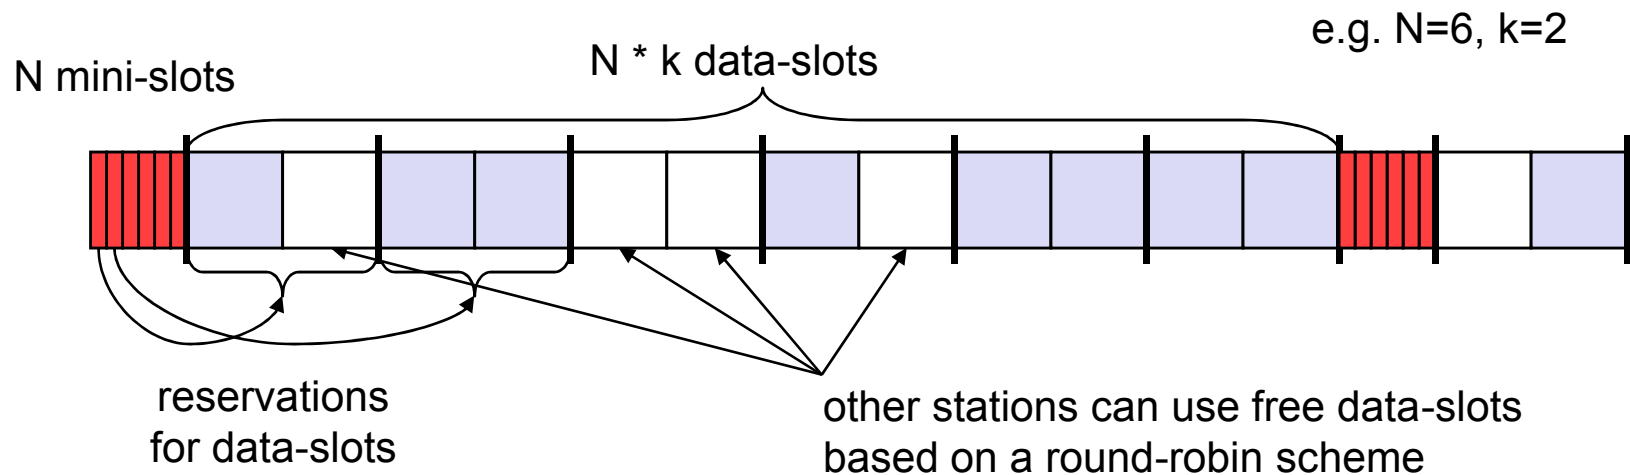 e.g. N=6, k=2
N mini-slots
N * k data-slots
reservations
for data-slots
other stations can use free data-slots
based on a round-robin scheme